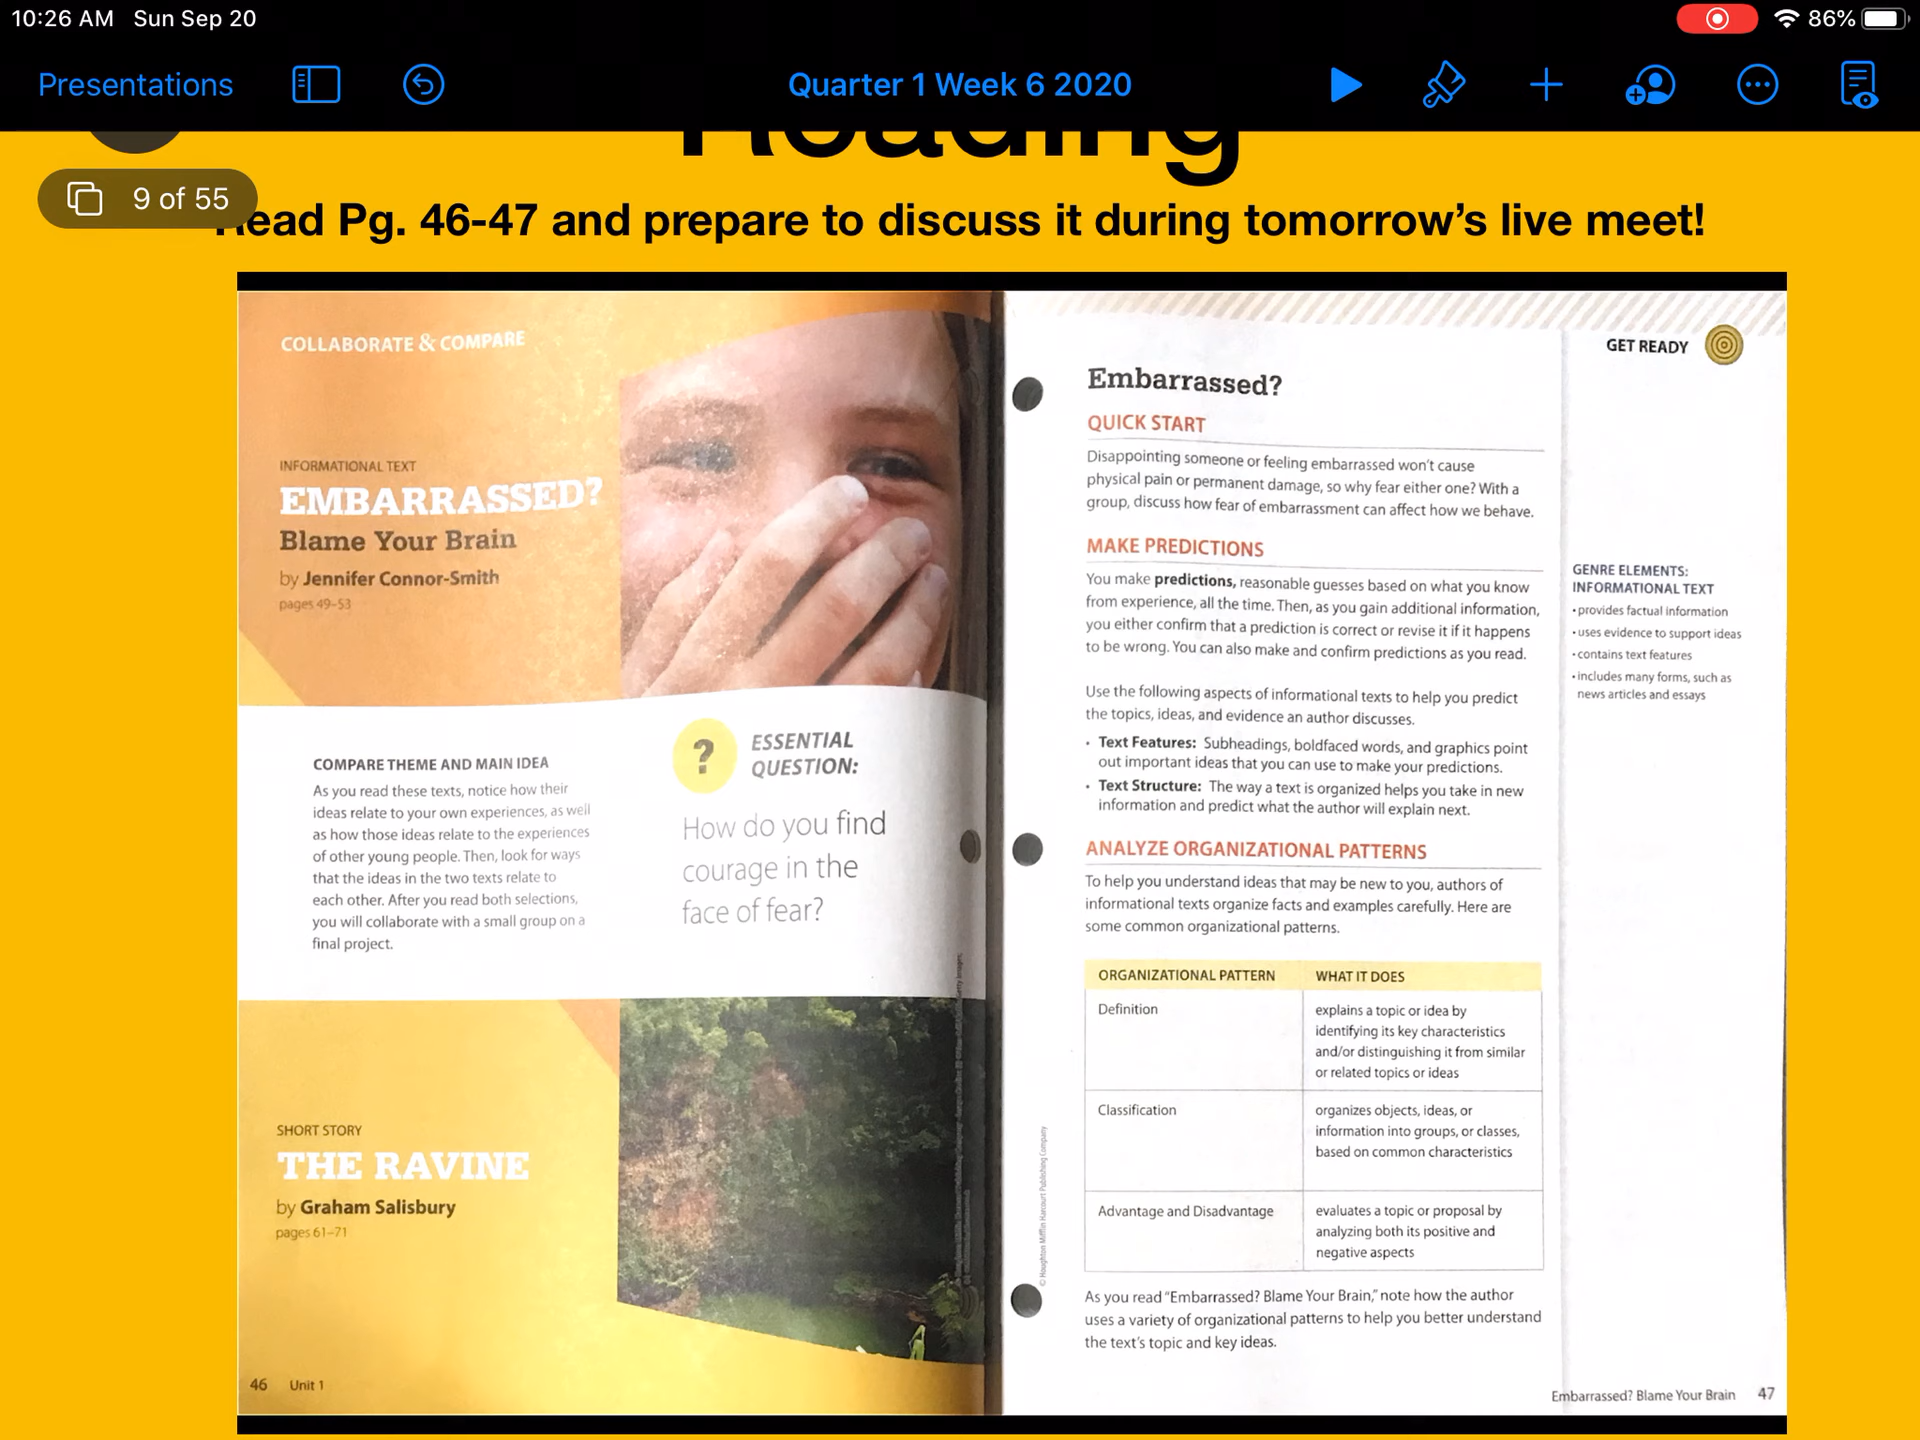 10:26 AM Sun Sep 20
86%
Presentations
Quarter 1 Week 6 2020
Reading
9 of 55
Read Pg. 46-47 and prepare to discuss it during tomorrow's live meet!
COLLABORATE & COMPARE
INFORMATIONAL TEXT
EMBARRASSED?
Blame Your Brain
by Jennifer Connor-Smith
pages 49–53
COMPARE THEME AND MAIN IDEA
As you read these texts, notice how their
ideas relate to your own experiences, as well
as how those ideas relate to the experiences
of other young people. Then, look for ways
that the ideas in the two texts relate to
each other. After you read both selections,
you will collaborate with a small group on a
final project.
?
ESSENTIAL
QUESTION:
How do you find
courage in the
face of fear?
SHORT STORY
THE RAVINE
by Graham Salisbury
pages 61–71
46 Unit 1
GET READY
Embarrassed?
QUICK START
Disappointing someone or feeling embarrassed won't cause
physical pain or permanent damage, so why fear either one? With a
group, discuss how fear of embarrassment can affect how we behave.
MAKE PREDICTIONS
You make predictions, reasonable guesses based on what you know
from experience, all the time. Then, as you gain additional information,
you either confirm that a prediction is correct or revise it if it happens
to be wrong. You can also make and confirm predictions as you read.
Use the following aspects of informational texts to help you predict
the topics, ideas, and evidence an author discusses.
• Text Features: Subheadings, boldfaced words, and graphics point
out important ideas that you can use to make your predictions.
• Text Structure: The way a text is organized helps you take in new
information and predict what the author will explain next.
ANALYZE ORGANIZATIONAL PATTERNS
To help you understand ideas that may be new to you, authors of
informational texts organize facts and examples carefully. Here are
some common organizational patterns.
ORGANIZATIONAL PATTERN WHAT IT DOES
Definition
explains a topic or idea by
identifying its key characteristics
and/or distinguishing it from similar
or related topics or ideas
Classification
organizes objects, ideas, or
information into groups, or classes,
based on common characteristics
Advantage and Disadvantage
evaluates a topic or proposal by
analyzing both its positive and
negative aspects
As you read "Embarrassed? Blame Your Brain," note how the author
uses a variety of organizational patterns to help you better understand
the text's topic and key ideas.
GENRE ELEMENTS:
INFORMATIONAL TEXT
• provides factual information
• uses evidence to support ideas
• contains text features
• includes many forms, such as
news articles and essays
© Houghton Mifflin Harcourt Publishing Company
Embarrassed? Blame Your Brain 47